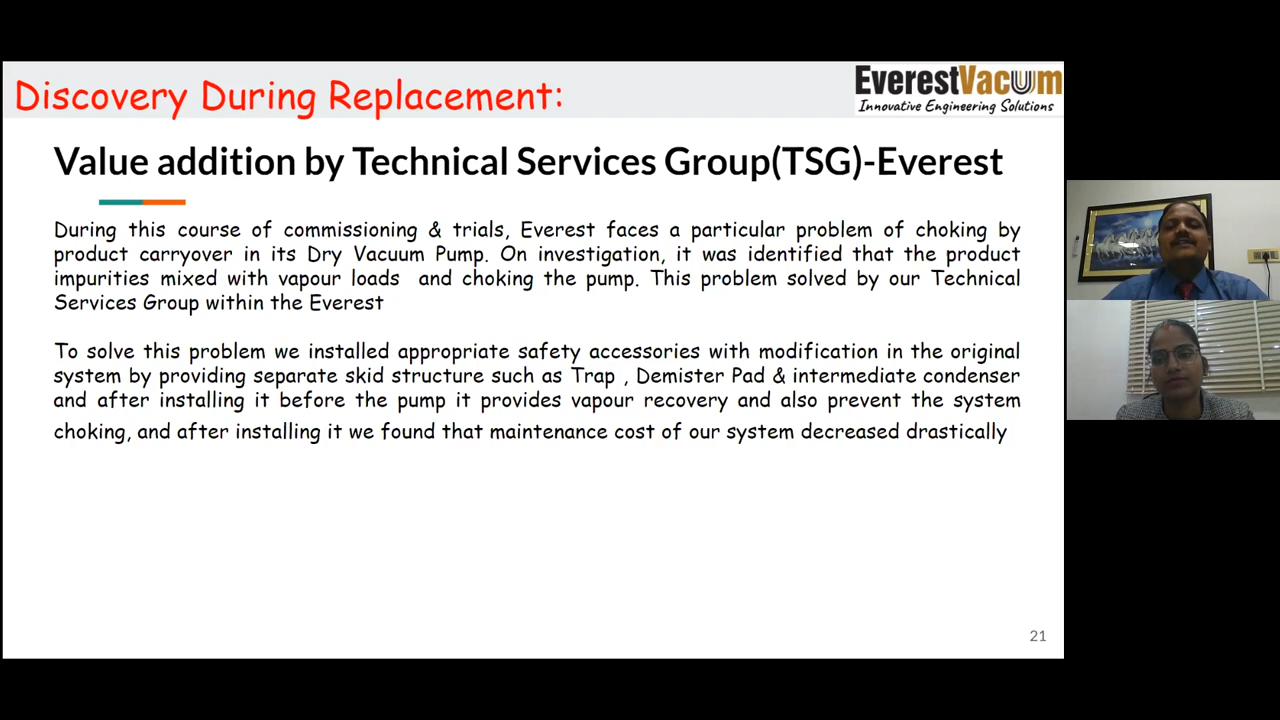 Discovery During Replacement:
EverestVacuum
Innovative Engineering Solutions
Value addition by Technical Services Group(TSG)-Everest
During this course of commissioning & trials, Everest faces a particular problem of choking by
product carryover in its Dry Vacuum Pump. On investigation, it was identified that the product
impurities mixed with vapour loads and choking the pump. This problem solved by our Technical
Services Group within the Everest
To solve this problem we installed appropriate safety accessories with modification in the original
system by providing separate skid structure such as Trap , Demister Pad & intermediate condenser
and after installing it before the pump it provides vapour recovery and also prevent the system
choking, and after installing it we found that maintenance cost of our system decreased drastically
21